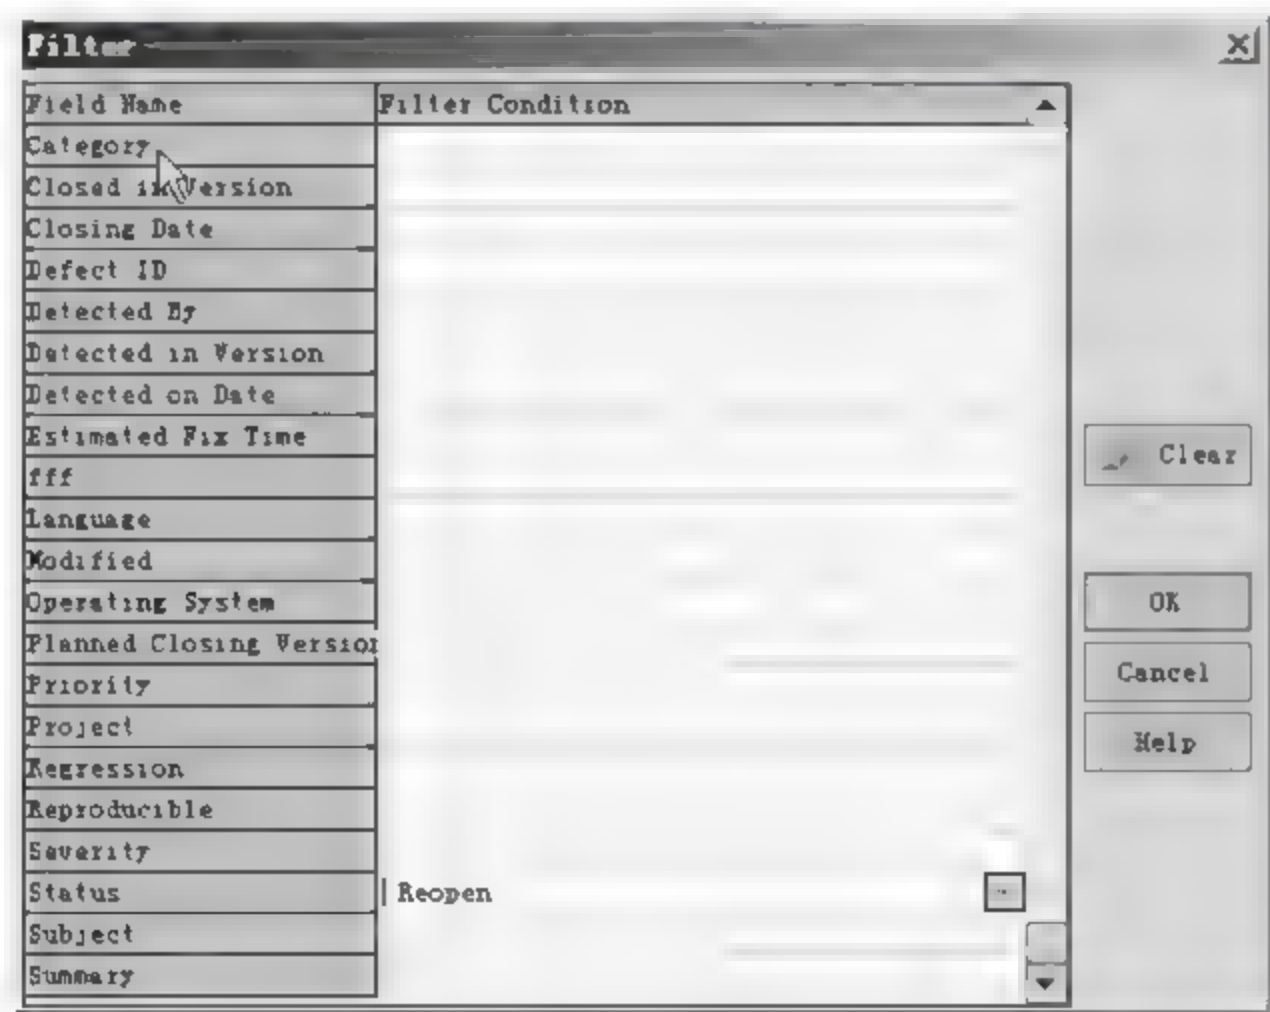 Filter
Field Name Filter Condition
Category
Closed in Version
Closing Date
Defect ID
Detected By
Detected in Version
Detected on Date
Estimated Fix Time
Clear
fff
Language
Modified
Operating System
OK
Planned Closing Version
Cancel
Priority
Project
Help
Regression
Reproducible
Severity
Status Reopen
Subject
Summary